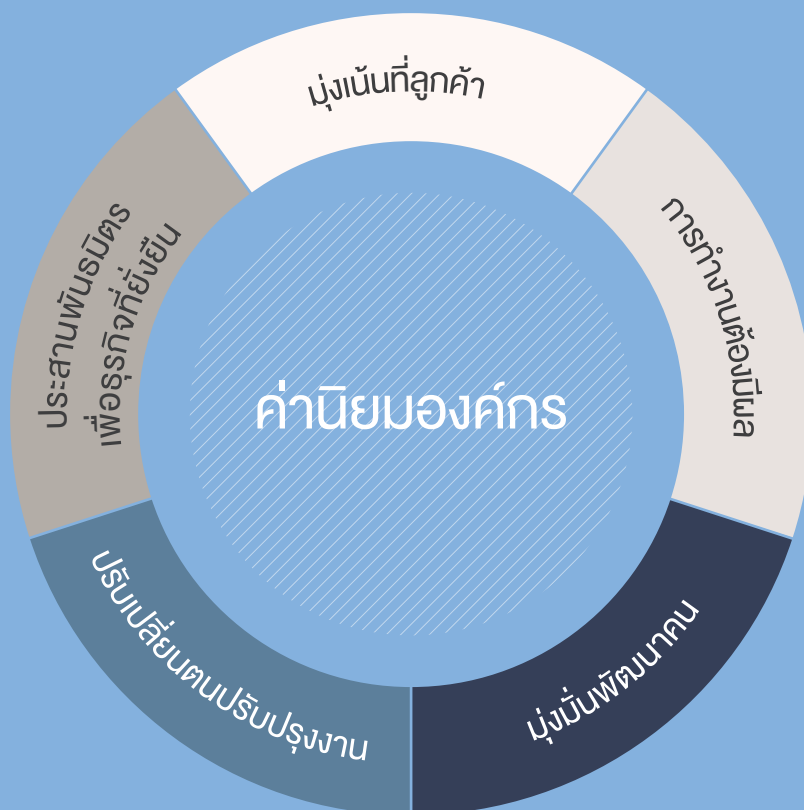 มุ่งเน้นที่ลูกค้า
การทำงานต้องมีผล
มุ่งมั่นพัฒนาคน
ปรับเปลี่ยนตนปรับปรุงงาน
ประสานพันธมิตร
เพื่อธุรกิจที่ยั่งยืน
ค่านิยมองค์กร